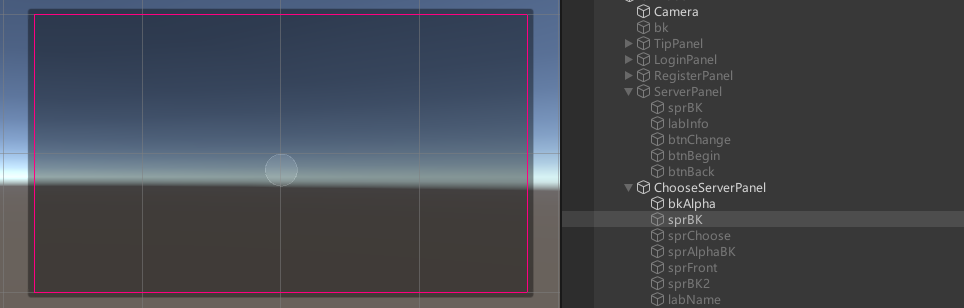 Camera
bk
TipPanel
LoginPanel
RegisterPanel
ServerPanel
sprBK
labInfo
btnChange
btnBegin
btnBack
ChooseServerPanel
bkAlpha
sprBK
sprChoose
sprAlphaBK
sprFront
sprBK2
labName